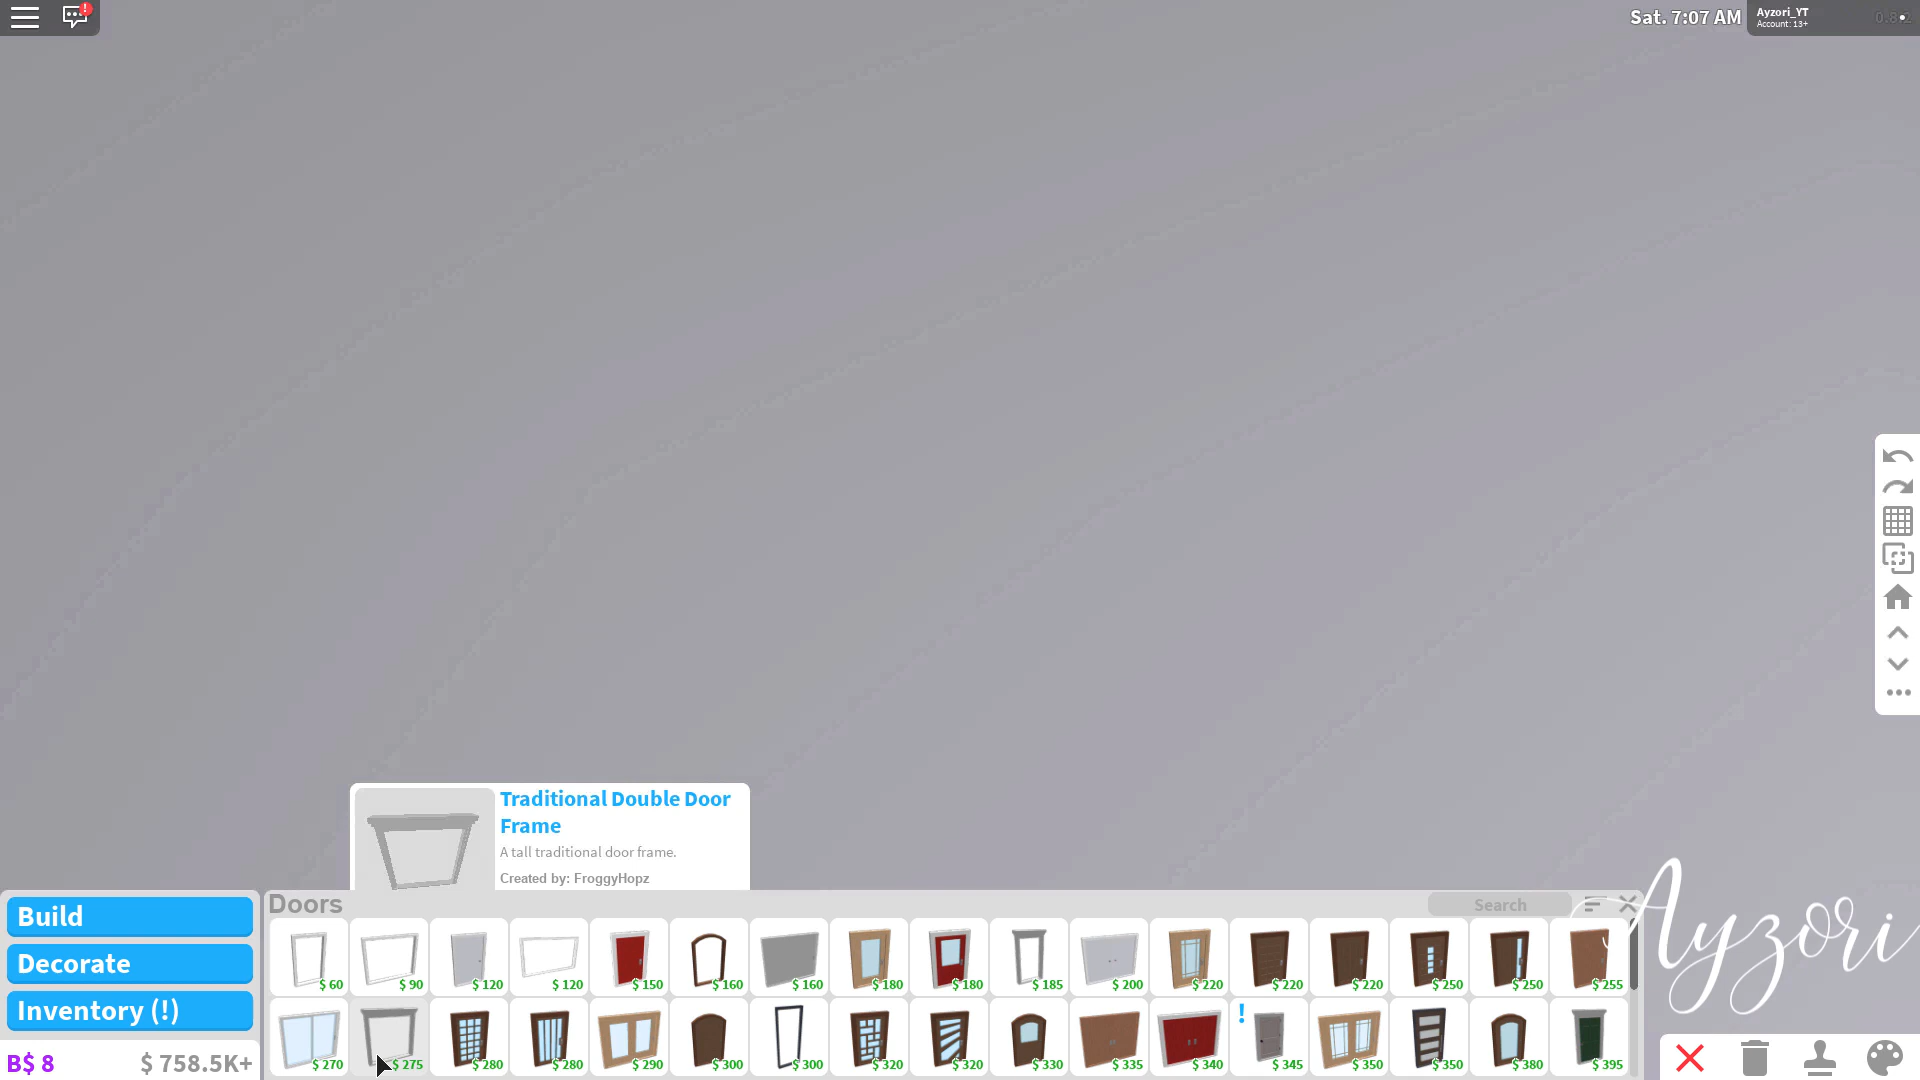 Sat. 7:07 AM
Ayzori_YT
Account: 13+
Traditional Double Door
Frame
A tall traditional door frame.
Created by: FroggyHopz
Doors
Search
Build
Decorate
Inventory (!)
B$ 8
$ 758.5K+
$ 60
$ 90
$ 120
$ 120
$ 150
$ 160
$ 160
$ 180
$ 180
$ 185
$ 200
$ 220
$ 220
$ 220
$ 250
$ 250
$ 255
$ 270
$ 275
$ 280
$ 280
$ 290
$ 300
$ 300
$ 320
$ 320
$ 330
$ 335
$ 340
!
$ 345
$ 350
$ 350
$ 380
$ 395
Ayzori